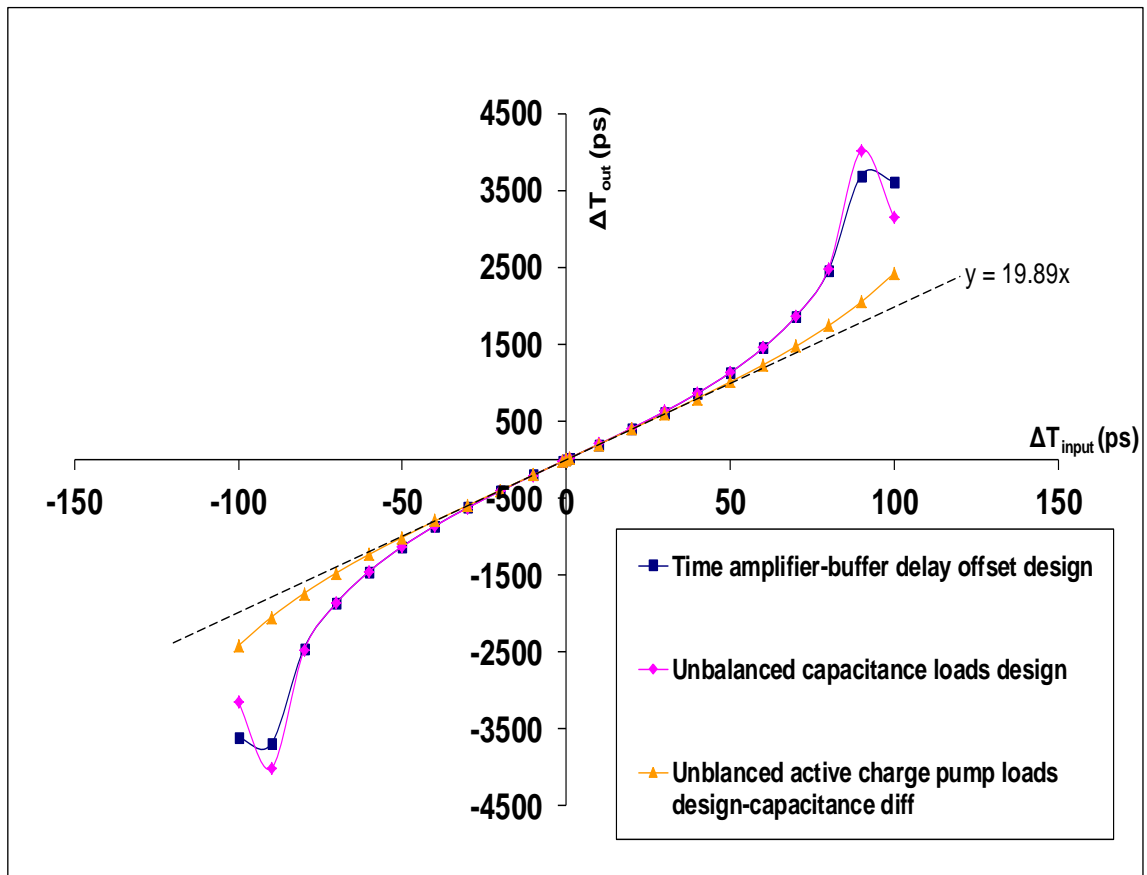 4500
3500
2500
1500
500
-500
-1500
-2500
-3500
-4500
ΔTout (ps)
y = 19.89x
ΔTinput (ps)
-150
-100
-50
0
50
100
150
Time amplifier-buffer delay offset design
Unbalanced capacitance loads design
Unblanced active charge pump loads
design-capacitance diff